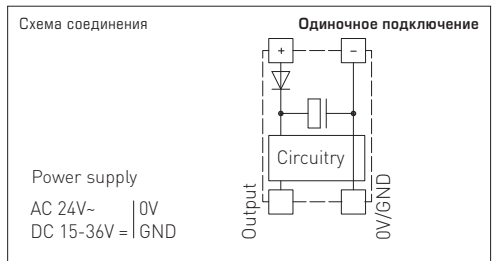 Схема соединения
Одиночное подключение
+
–
Circuitry
Power supply
AC 24V~ | 0V
DC 15-36V = | GND
Output
0V/GND